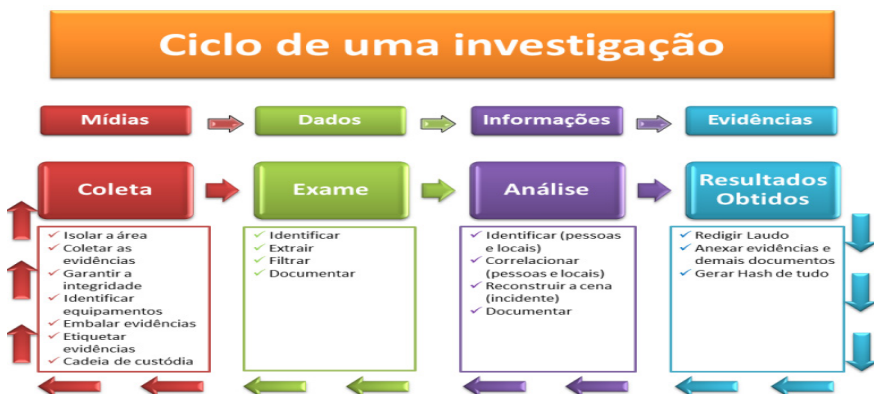 Ciclo de uma investigação
Mídias
Dados
Informações
Evidências
Coleta
Exame
Análise
Resultados
Obtidos
Isolar a área
Coletar as
evidências
Garantir a
integridade
Identificar
equipamentos
Embalar evidências
Etiquetar
evidências
Cadeia de custódia
Identificar
Extrair
Filtrar
Documentar
Identificar (pessoas
e locais)
Correlacionar
(pessoas e locais)
Reconstruir a cena
(incidente)
Documentar
Redigir Laudo
Anexar evidências e
demais documentos
Gerar Hash de tudo